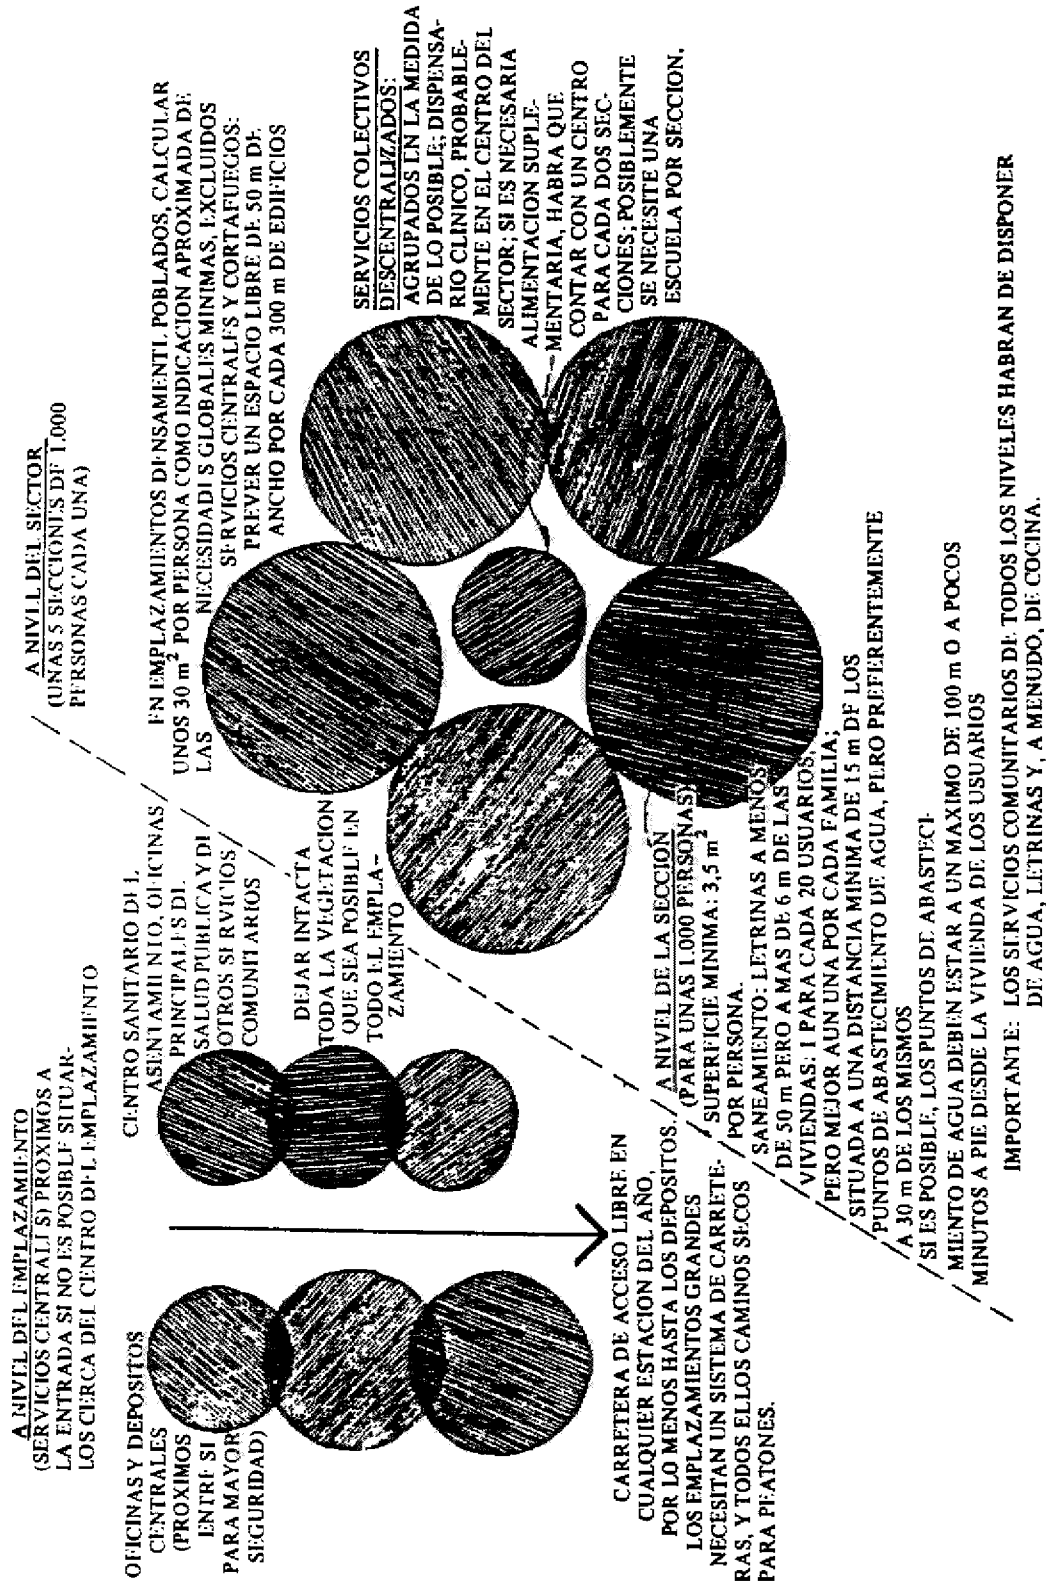 A NIVEL DEL EMPLAZAMIENTO
(SERVICIOS CENTRALES) PROXIMOS A
LA ENTRADA SI NO ES POSIBLE SITUAR-
LOS CERCA DEL CENTRO DEL EMPLAZAMIENTO
OFICINAS Y DEPOSITOS
CENTRALES
(PROXIMOS
ENTRE SI
PARA MAYOR
SEGURIDAD)
CENTRO SANITARIO DEL
ASENTAMIENTO, OFICINAS
PRINCIPALES DE
SALUD PUBLICA Y DE
OTROS SERVICIOS
COMUNITARIOS
DEJAR INTACTA
TODA LA VEGETACION
QUE SEA POSIBLE EN
TODO EL EMPLA-
ZAMIENTO
CARRETERA DE ACCESO LIBRE EN
CUALQUIER ESTACION DEL AÑO,
POR LO MENOS HASTA LOS DEPOSITOS.
LOS EMPLAZAMIENTOS GRANDES
NECESITAN UN SISTEMA DE CARRETE-
RAS, Y TODOS ELLOS CAMINOS SECOS
PARA PEATONES.
A NIVEL DEL SECTOR
(UNAS 5 SECCIONES DE 1.000
PERSONAS CADA UNA)
EN EMPLAZAMIENTOS DENSAMENTE POBLADOS, CALCULAR
UNOS 30 m² POR PERSONA COMO INDICACION APROXIMADA DE
LAS NECESIDADES GLOBALES MINIMAS, EXCLUIDOS
SERVICIOS CENTRALES Y CORTAFUEGOS:
PREVER UN ESPACIO LIBRE DE 50 m DE
ANCHO POR CADA 300 m DE EDIFICIOS
SERVICIOS COLECTIVOS
DESCENTRALIZADOS:
AGRUPADOS EN LA MEDIDA
DE LO POSIBLE; DISPENSA-
RIO CLINICO, PROBABLE-
MENTE EN EL CENTRO DEL
SECTOR; SI ES NECESARIA
ALIMENTACION SUPLE-
MENTARIA, HABRA QUE
CONTAR CON UN CENTRO
PARA CADA DOS SEC-
CIONES; POSIBLEMENTE
SE NECESITE UNA
ESCUELA POR SECCION.
A NIVEL DE LA SECCION
(PARA UNAS 1.000 PERSONAS)
SUPERFICIE MINIMA: 3,5 m²
POR PERSONA.
SANEAMIENTO: LETRINAS A MENOS
DE 50 m PERO A MAS DE 6 m DE LAS
VIVIENDAS: 1 PARA CADA 20 USUARIOS,
PERO MEJOR AUN UNA POR CADA FAMILIA;
SITUADA A UNA DISTANCIA MINIMA DE 15 m DE LOS
PUNTOS DE ABASTECIMIENTO DE AGUA, PERO PREFERENTEMENTE
A 30 m DE LOS MISMOS
SI ES POSIBLE, LOS PUNTOS DE ABASTECI-
MIENTO DE AGUA DEBEN ESTAR A UN MAXIMO DE 100 m O A POCOS
MINUTOS A PIE DESDE LA VIVIENDA DE LOS USUARIOS
IMPORTANTE: LOS SERVICIOS COMUNITARIOS DE TODOS LOS NIVELES HABRAN DE DISPONER
DE AGUA, LETRINAS Y, A MENUDO, DE COCINA.